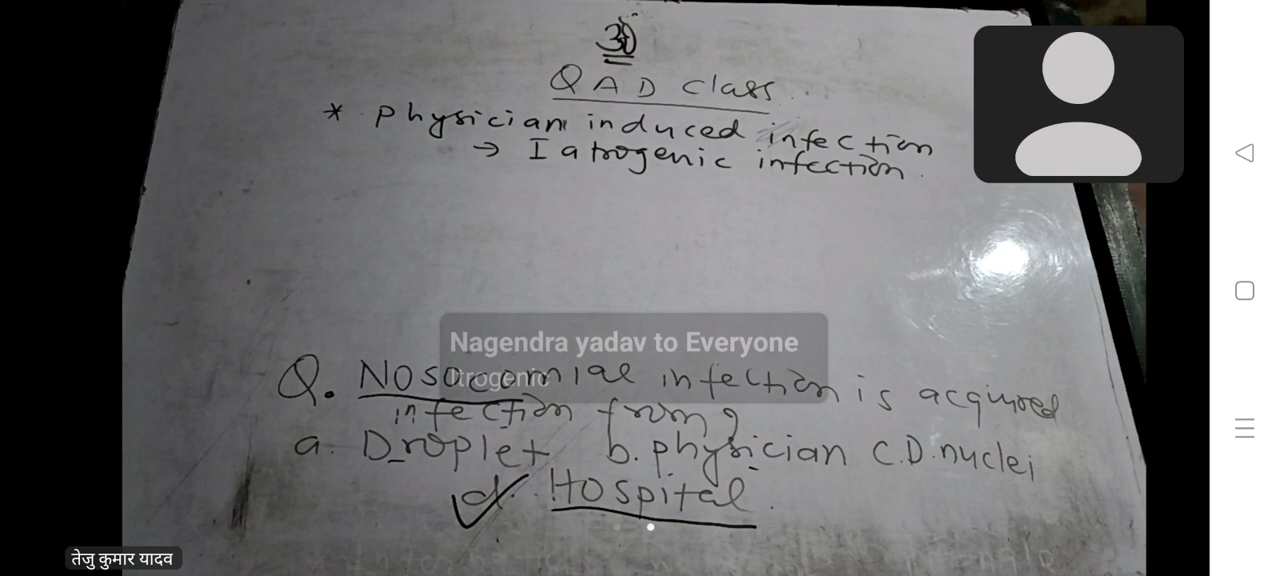 ॐ
QAD class
* physician induced infection
→ Iatrogenic infection.
Nagendra yadav to Everyone
Itrogenic
Q. Nosocomial infection is acquired
infection from?
a. Droplet b. physician c. D. nuclei
d. Hospital.
तेजु कुमार यादव